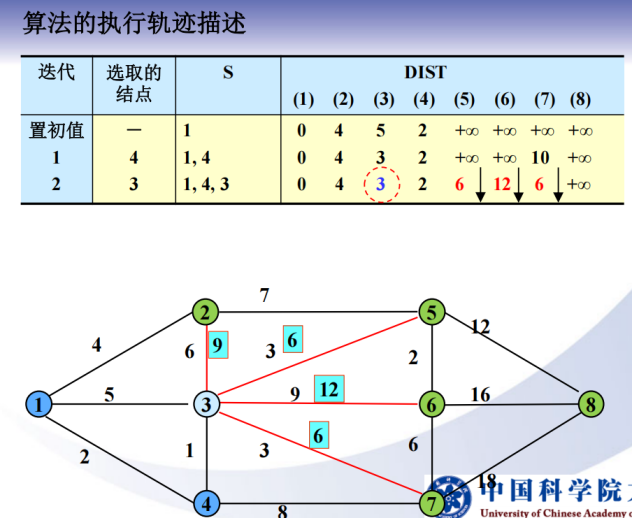 算法的执行轨迹描述
迭代 选取的结点 S DIST
(1) (2) (3) (4) (5) (6) (7) (8)
置初值 － 1 0 4 5 2 +∞ +∞ +∞ +∞
1 4 1, 4 0 4 3 2 +∞ +∞ 10 +∞
2 3 1, 4, 3 0 4 3 2 6 12 6 +∞
7
2 5
12
4 6 9 3 6 2
5 9 12 16
1 3 6 8
6
2 1 3 6
18
4 8 7
中国科学院
University of Chinese Academy